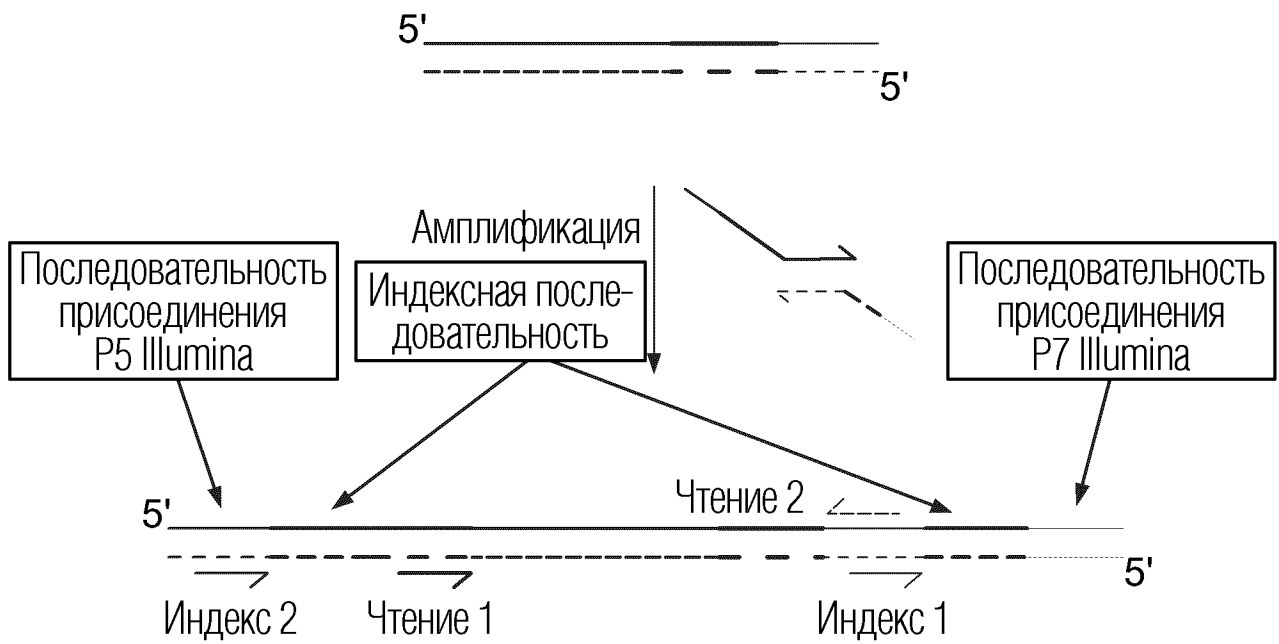 5'
5'
Амплификация
Последовательность
присоединения
P5 Illumina
Индексная после-
довательность
Последовательность
присоединения
P7 Illumina
Чтение 2
5'
5'
Индекс 2
Чтение 1
Индекс 1